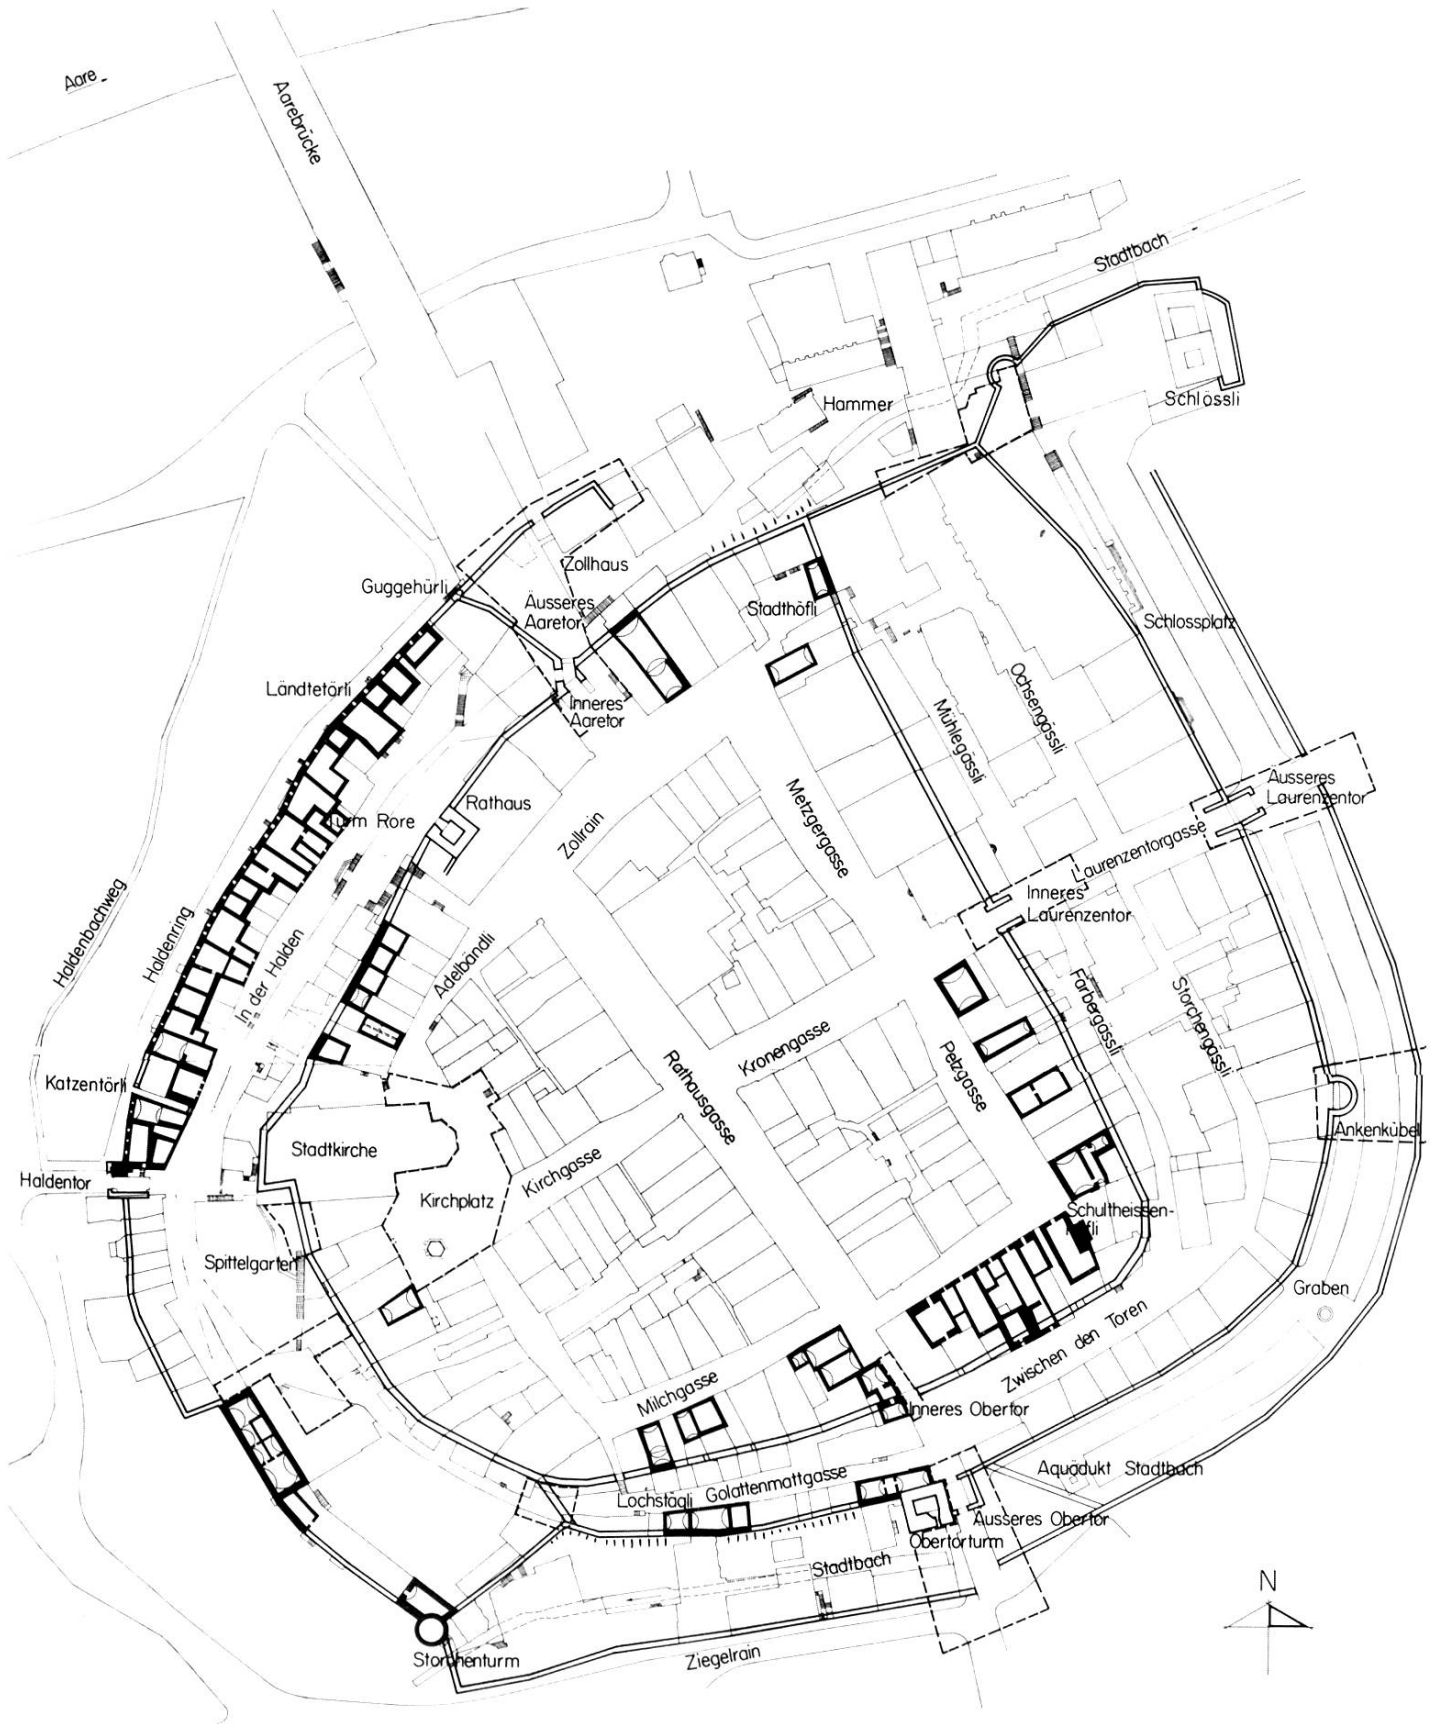 Aare
Aarebrücke
Stadtbach
Schlössli
Hammer
Zollhaus
Guggehürli
Äusseres
Aaretor
Stadthöfli
Schlossplatz
Ländtetörli
Inneres
Aaretor
Ochsengässli
Mühlegässli
Rathaus
Turm Rore
Zollrain
Metzgergasse
Äusseres
Laurenzentor
Laurenzentorgasse
Inneres
Laurenzentor
Haldenbachweg
Haldenring
In der Halden
Adelbändli
Färbergässli
Storchengässli
Kronengasse
Rathausgasse
Pelzgasse
Katzentörli
Ankenkübel
Stadtkirche
Kirchgasse
Kirchplatz
Haldentor
Schultheissen-
höfli
Spittelgarten
Graben
Zwischen den Toren
Milchgasse
Inneres Obertor
Aquädukt Stadtbach
Golattenmattgasse
Lochstägli
Äusseres Obertor
Obertorturm
Stadtbach
N
Storchenturm
Ziegelrain